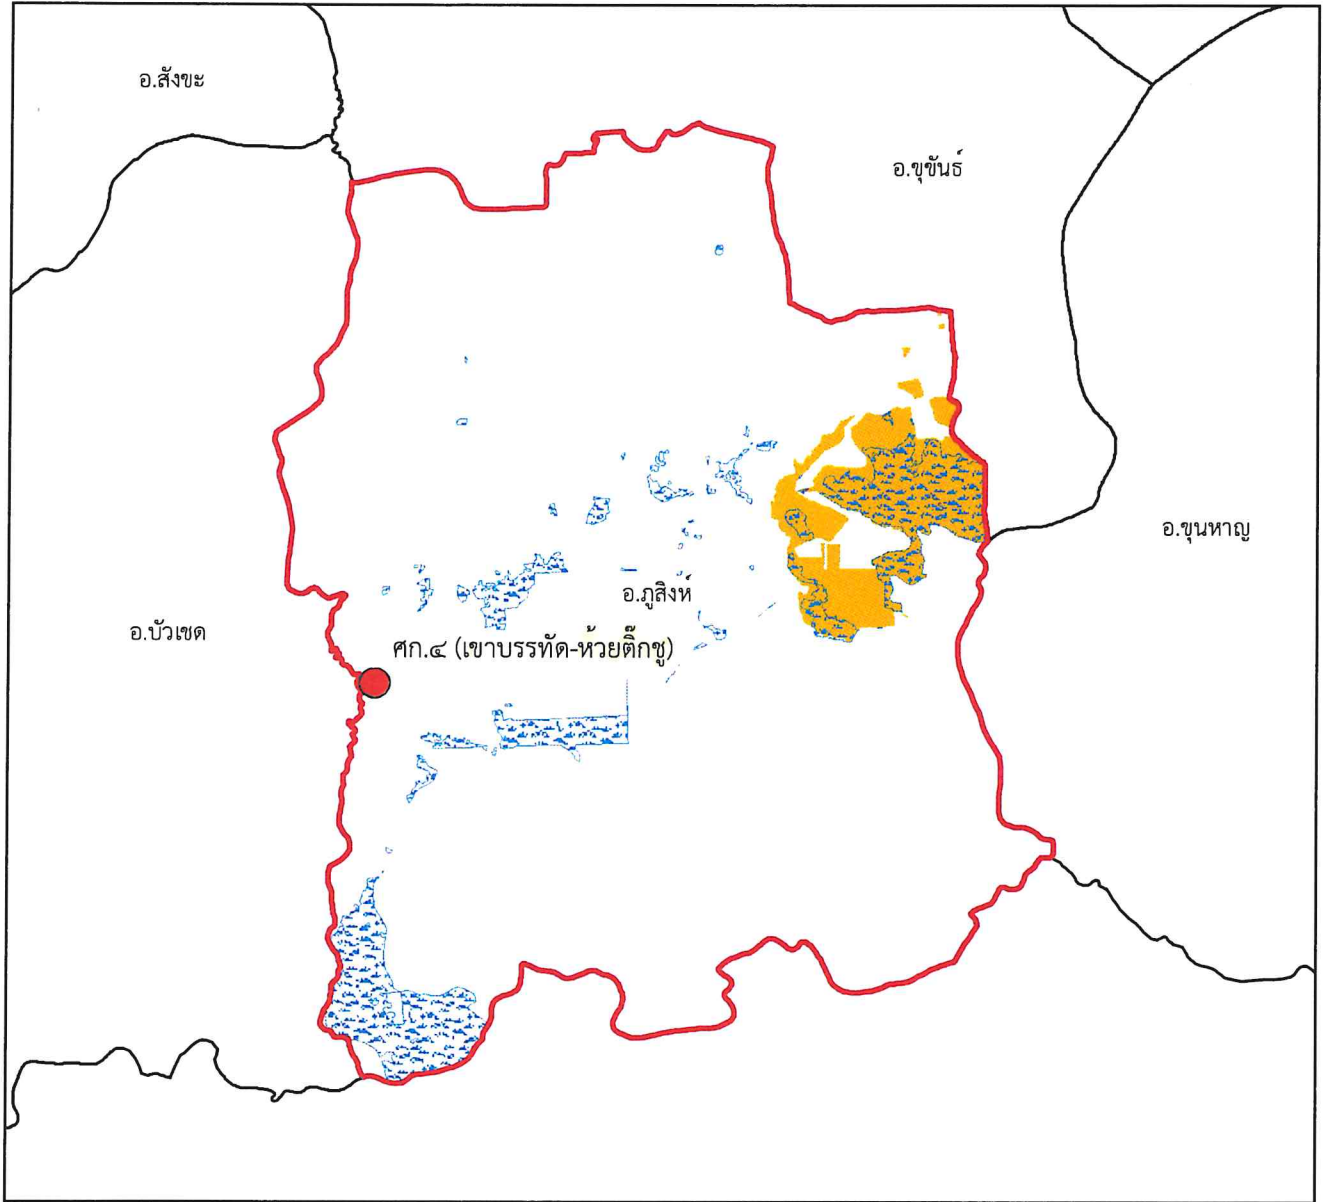 อ.สังขะ
อ.ขุขันธ์
อ.ขุนหาญ
อ.ภูสิงห์
อ.บัวเชด
ศก.๔ (เขาบรรทัด-ห้วยติ๊กชู)